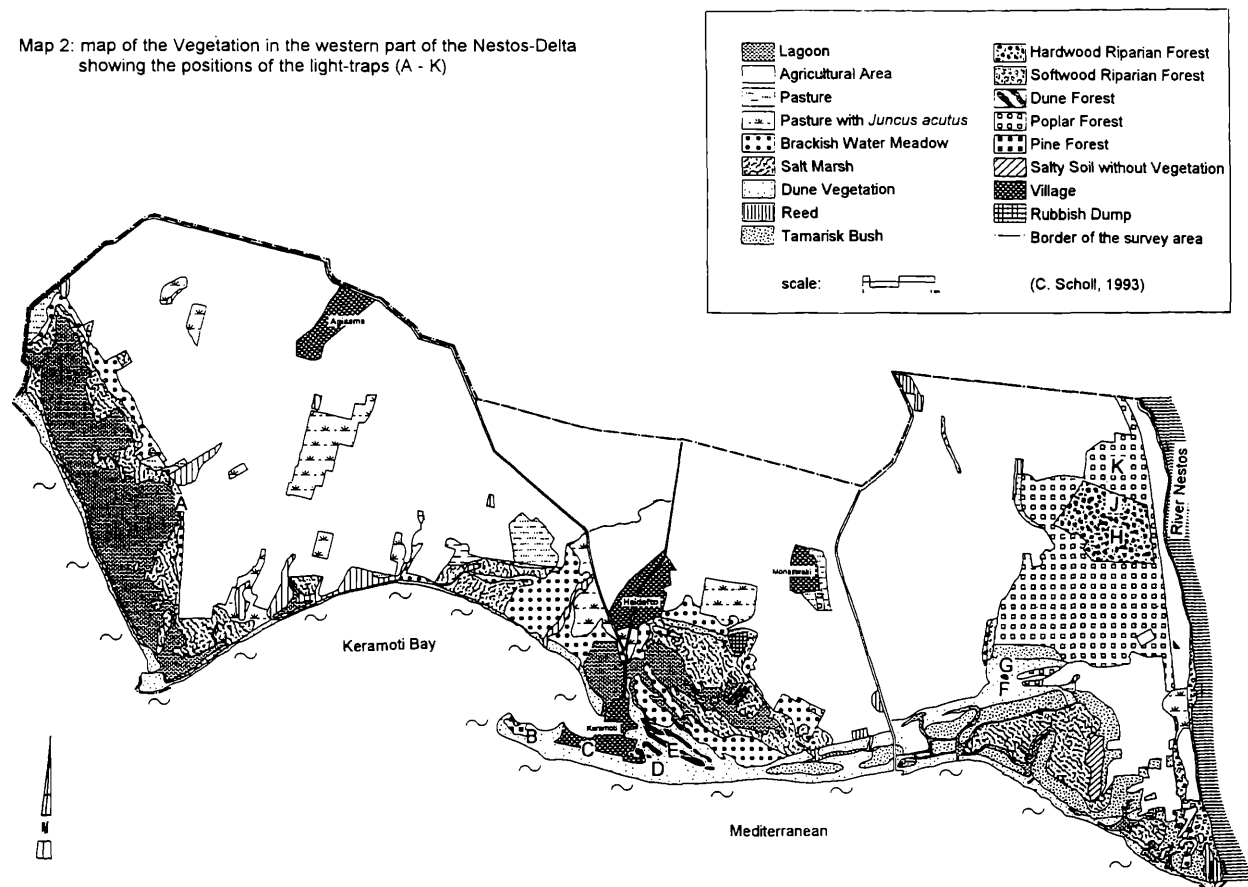 Map 2: map of the Vegetation in the western part of the Nestos-Delta
showing the positions of the light-traps (A - K)
Lagoon
Agricultural Area
Pasture
Pasture with Juncus acutus
Brackish Water Meadow
Salt Marsh
Dune Vegetation
Reed
Tamarisk Bush
Hardwood Riparian Forest
Softwood Riparian Forest
Dune Forest
Poplar Forest
Pine Forest
Salty Soil without Vegetation
Village
Rubbish Dump
Border of the survey area
scale:
(C. Scholl, 1993)
K
J
H
River Nestos
A
Keramoti Bay
G
F
Keramoti
B
C
E
D
Mediterranean
N